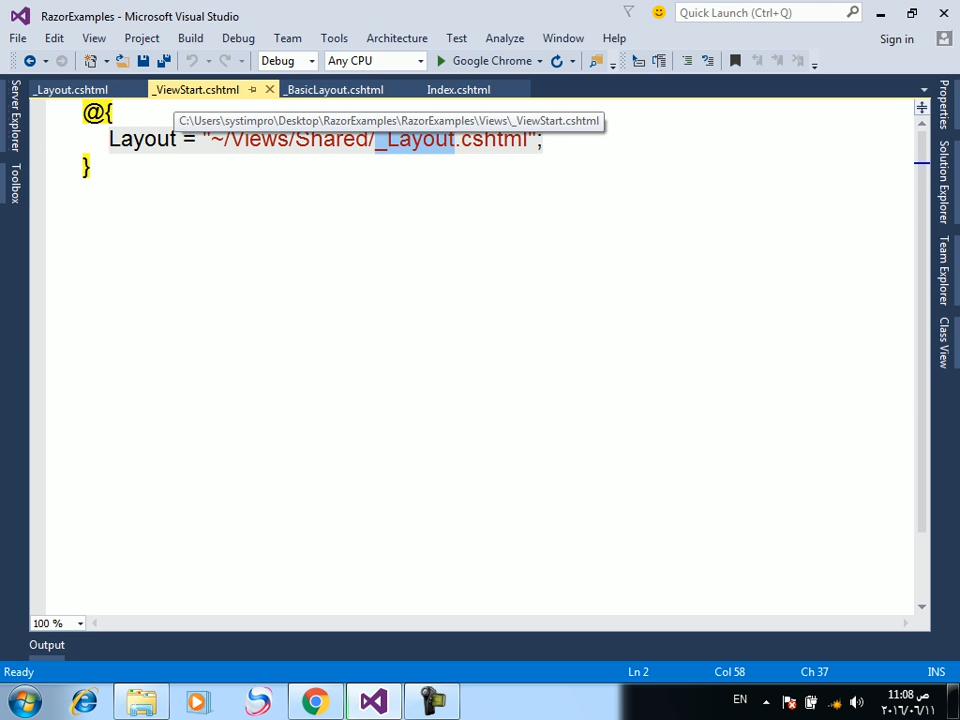 RazorExamples - Microsoft Visual Studio
Quick Launch (Ctrl+Q)
File Edit View Project Build Debug Team Tools Architecture Test Analyze Window Help
Sign in
Debug Any CPU Google Chrome
_Layout.cshtml _ViewStart.cshtml _BasicLayout.cshtml Index.cshtml
@{
C:\Users\systimpro\Desktop\RazorExamples\RazorExamples\Views\_ViewStart.cshtml
Layout = "~/Views/Shared/_Layout.cshtml";
}
Server Explorer
Toolbox
Properties
Solution Explorer
Team Explorer
Class View
100 %
Output
Ready
Ln 2 Col 58 Ch 37 INS
EN
11:08 ص
٢٠١٦/٠٦/١١